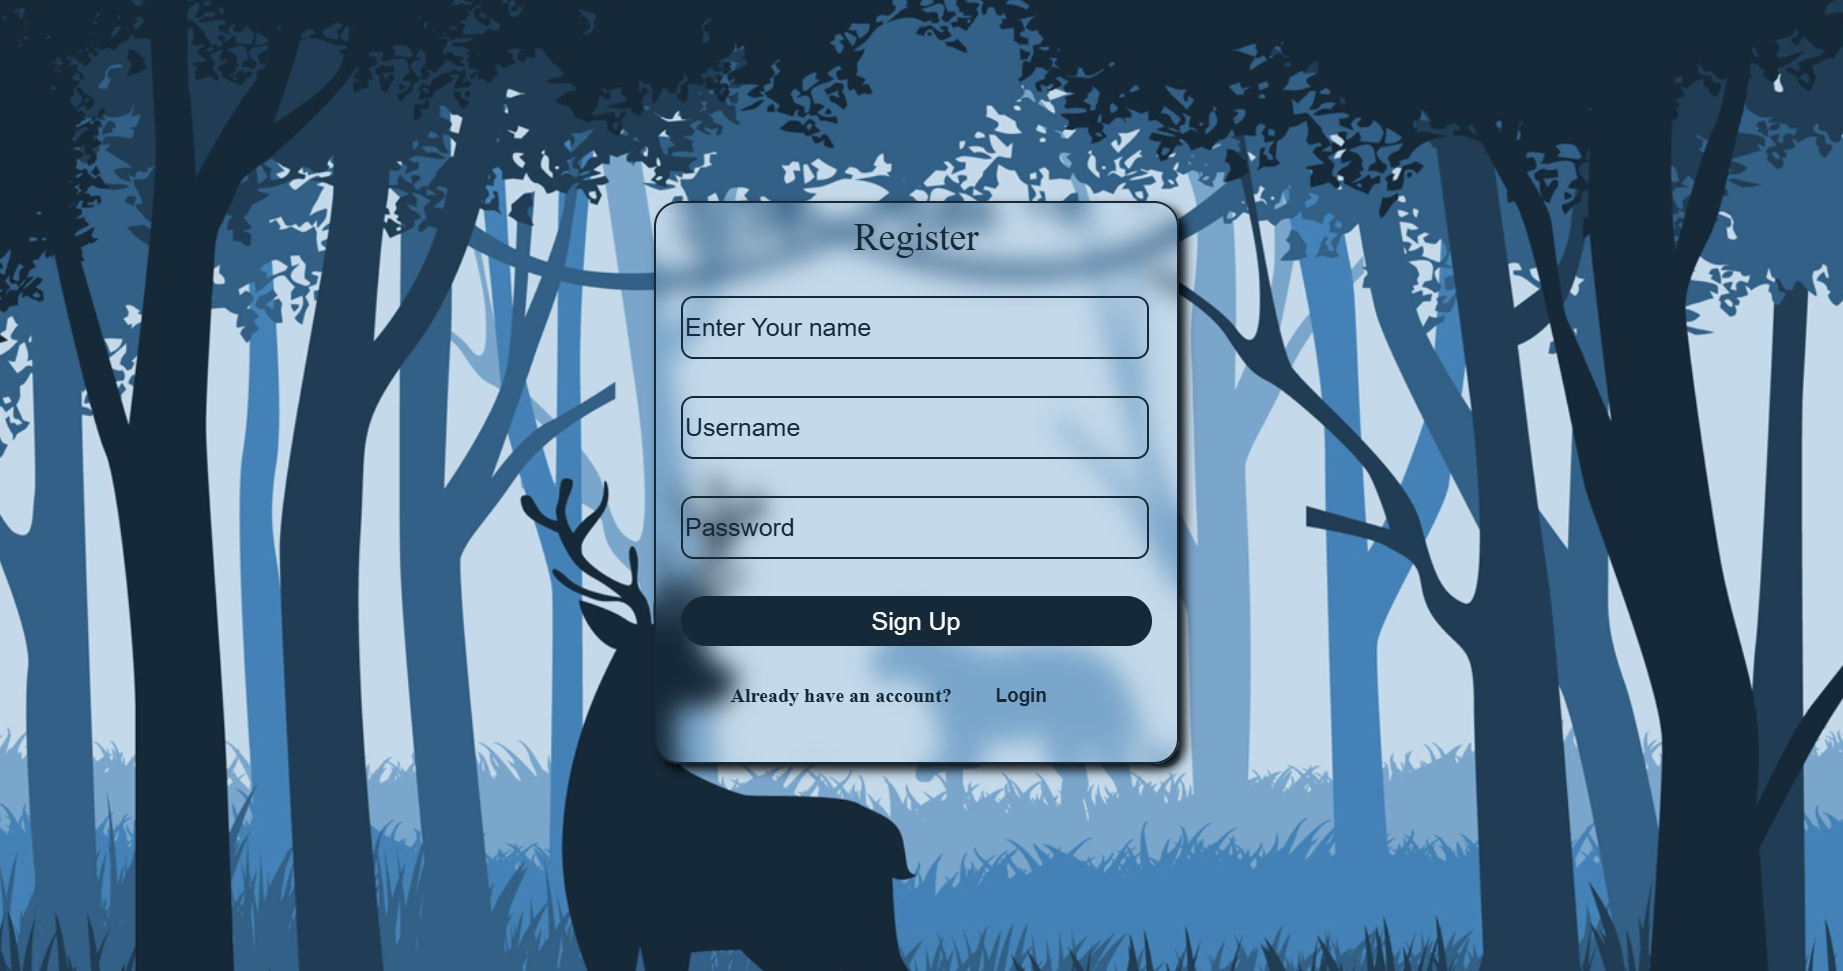 Register
Enter Your name
Username
Password
Sign Up
Already have an account? Login